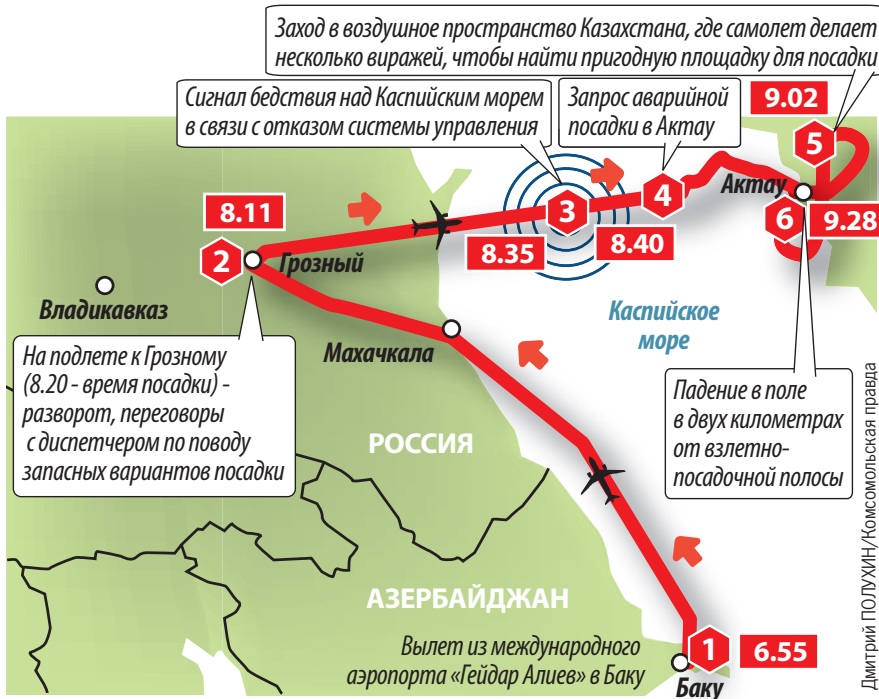 Заход в воздушное пространство Казахстана, где самолет делает
несколько виражей, чтобы найти пригодную площадку для посадки
Сигнал бедствия над Каспийским морем
в связи с отказом системы управления
Запрос аварийной
посадки в Актау
9.02
5
8.11
3
4
Актау
6
9.28
8.35
8.40
2
Грозный
Владикавказ
Каспийское
море
Махачкала
На подлете к Грозному
(8.20 - время посадки) -
разворот, переговоры
с диспетчером по поводу
запасных вариантов посадки
Падение в поле
в двух километрах
от взлетно-
посадочной полосы
РОССИЯ
АЗЕРБАЙДЖАН
Вылет из международного
аэропорта «Гейдар Алиев» в Баку
1
6.55
Баку
Дмитрий ПОЛУХИН/Комсомольская правда